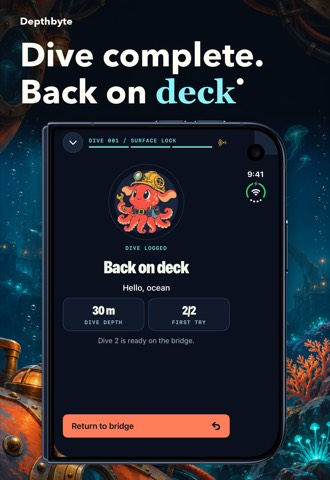 Depthbyte
Dive complete.
Back on deck
DIVE 001 / SURFACE LOCK
9:41
DIVE LOGGED
Back on deck
Hello, ocean
30 m
DIVE DEPTH
2/2
FIRST TRY
Dive 2 is ready on the bridge.
Return to bridge